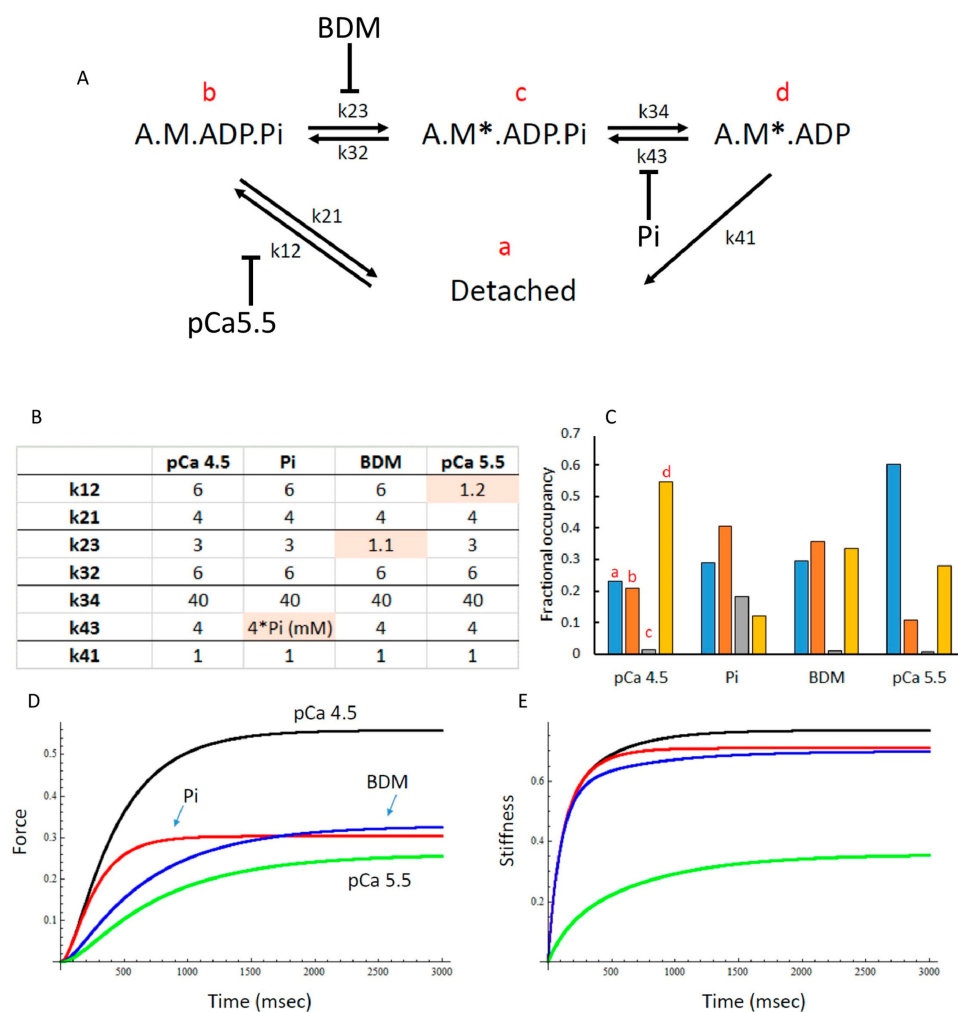 BDM
A
b
c
d
k23
k34
A.M.ADP.Pi
A.M*.ADP.Pi
A.M*.ADP
k32
k43
k21
k12
a
Pi
k41
Detached
pCa5.5
B
pCa 4.5 Pi BDM pCa 5.5
k12 6 6 6 1.2
k21 4 4 4 4
k23 3 3 1.1 3
k32 6 6 6 6
k34 40 40 40 40
k43 4 4*Pi (mM) 4 4
k41 1 1 1 1
C
Fractional occupancy
0.7
0.6
0.5
0.4
0.3
0.2
0.1
0
a
b
c
d
pCa 4.5 Pi BDM pCa 5.5
D
Force
0.5
0.4
0.3
0.2
0.1
pCa 4.5
Pi
BDM
pCa 5.5
500 1000 1500 2000 2500 3000
Time (msec)
E
Stiffness
0.6
0.4
0.2
500 1000 1500 2000 2500 3000
Time (msec)